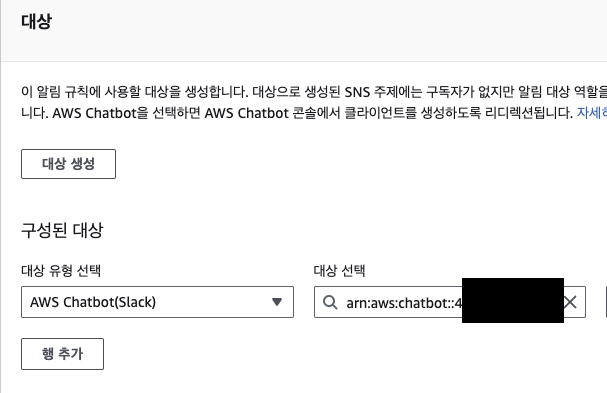 대상
이 알림 규칙에 사용할 대상을 생성합니다. 대상으로 생성된 SNS 주제에는 구독자가 없지만 알림 대상 역할을
니다. AWS Chatbot을 선택하면 AWS Chatbot 콘솔에서 클라이언트를 생성하도록 리디렉션됩니다. 자세히
대상 생성
구성된 대상
대상 유형 선택 대상 선택
AWS Chatbot(Slack) arn:aws:chatbot::4
행 추가